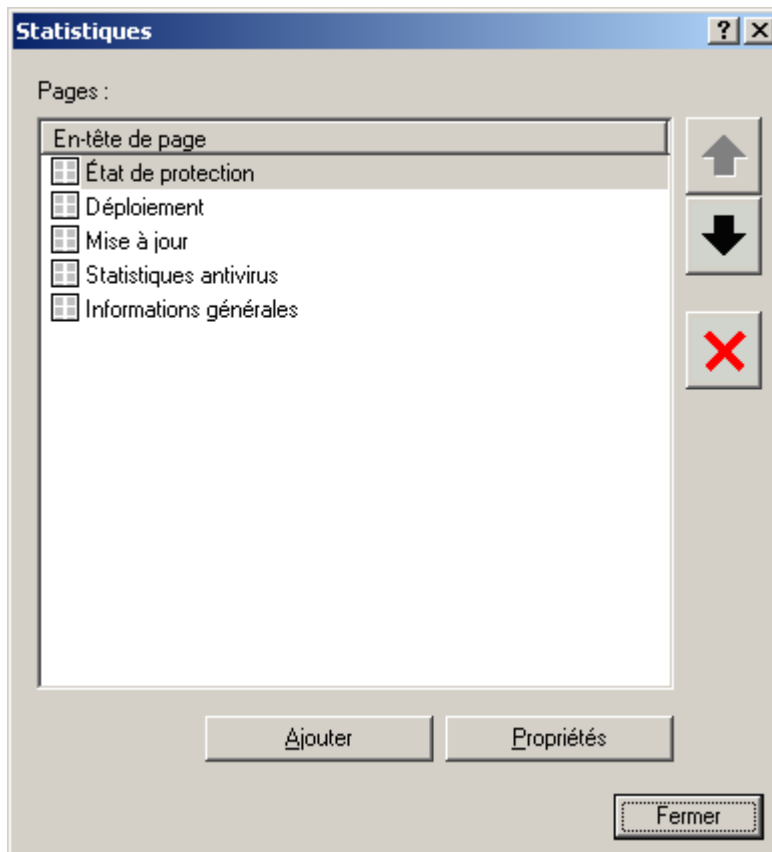 Statistiques
Pages :
En-tête de page
État de protection
Déploiement
Mise à jour
Statistiques antivirus
Informations générales
Ajouter
Propriétés
Fermer